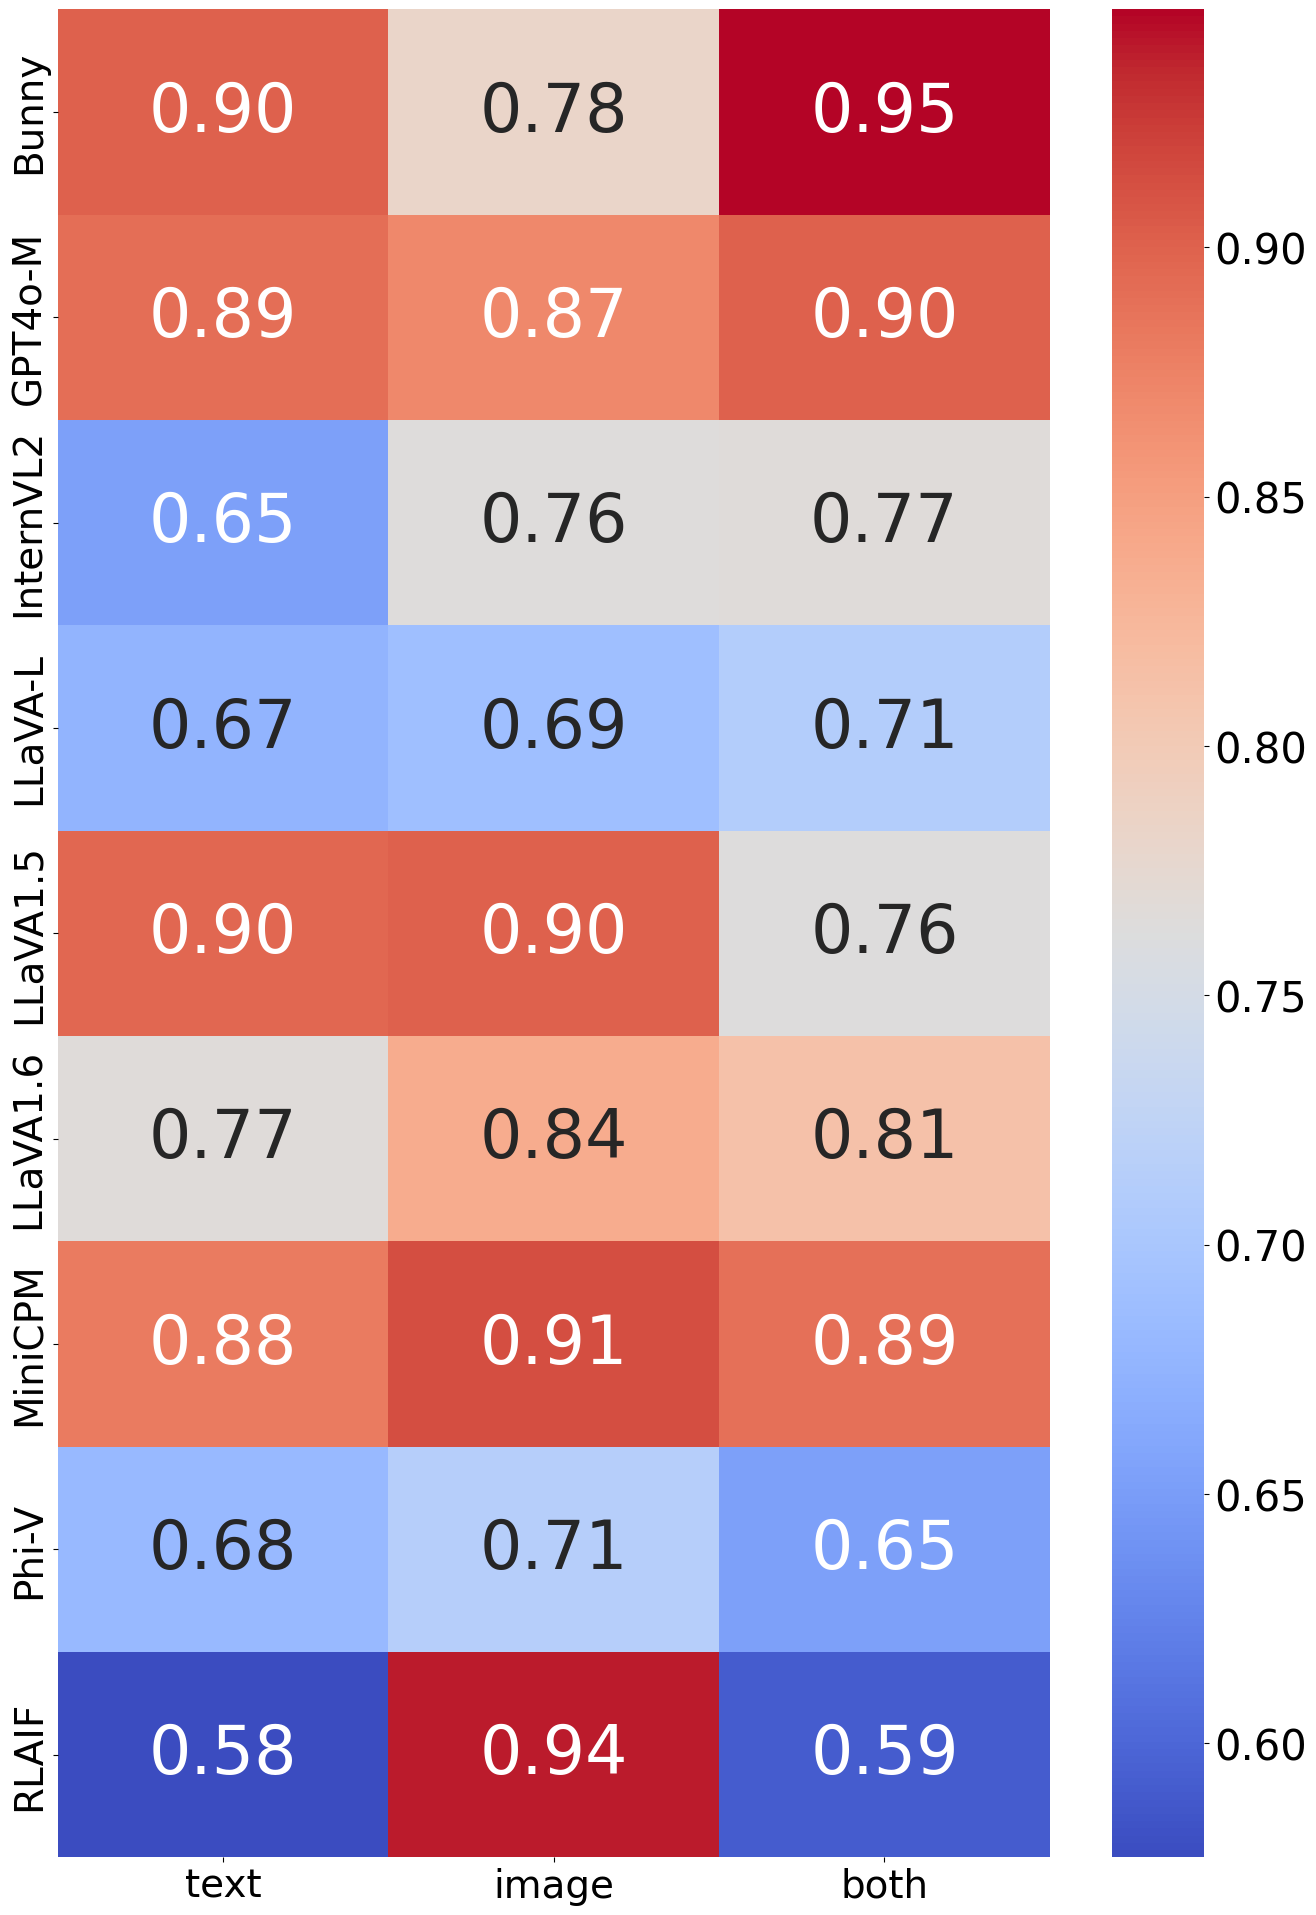 Bunny 0.90 0.78 0.95
GPT4o-M 0.89 0.87 0.90
InternVL2 0.65 0.76 0.77
LLaVA-L 0.67 0.69 0.71
LLaVA1.5 0.90 0.90 0.76
LLaVA1.6 0.77 0.84 0.81
MiniCPM 0.88 0.91 0.89
Phi-V 0.68 0.71 0.65
RLAIF 0.58 0.94 0.59
text image both
0.90
0.85
0.80
0.75
0.70
0.65
0.60